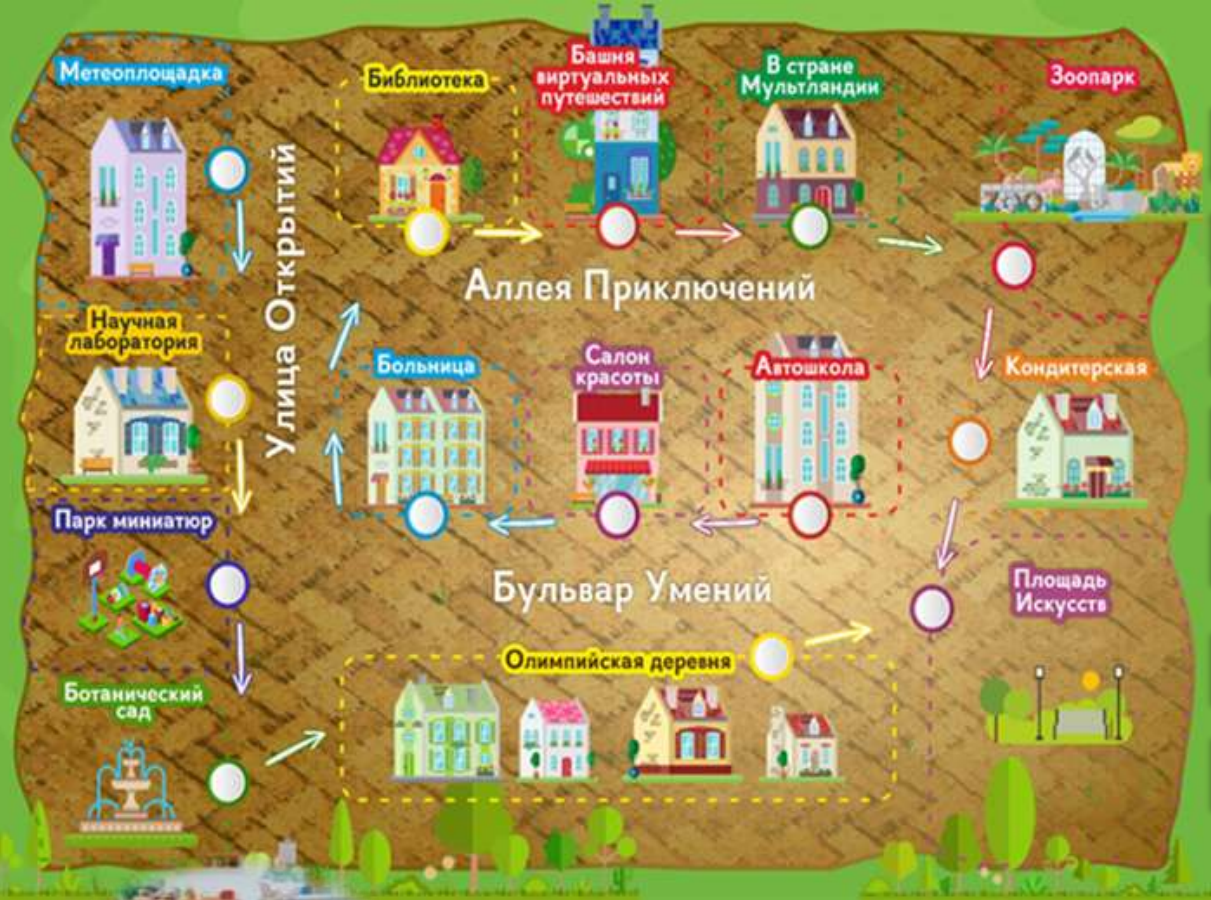 Метеоплощадка
Библиотека
Башня
виртуальных
путешествий
В стране
Мультляндии
Зоопарк
ZOO
Улица Открытий
Аллея Приключений
Научная
лаборатория
Больница
Салон
красоты
Автошкола
Кондитерская
Парк миниатюр
Бульвар Умений
Площадь
Искусств
Олимпийская деревня
Ботанический
сад